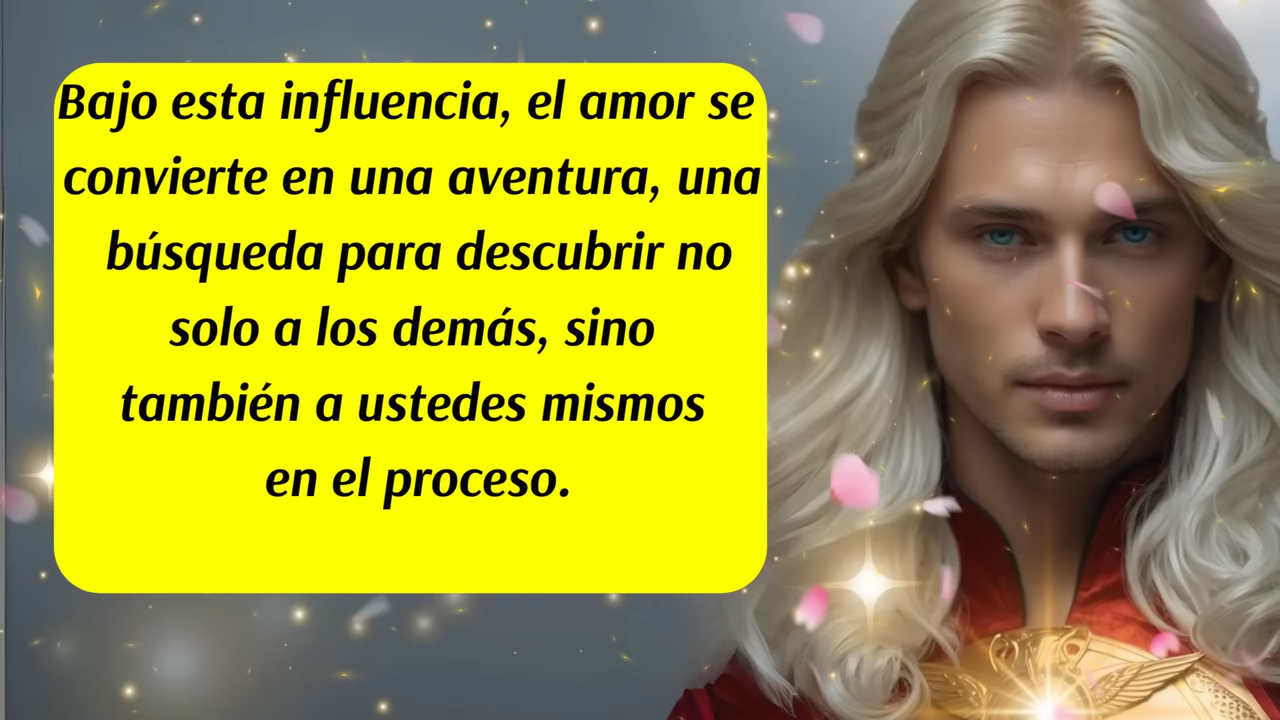 Bajo esta influencia, el amor se
convierte en una aventura, una
búsqueda para descubrir no
solo a los demás, sino
también a ustedes mismos
en el proceso.